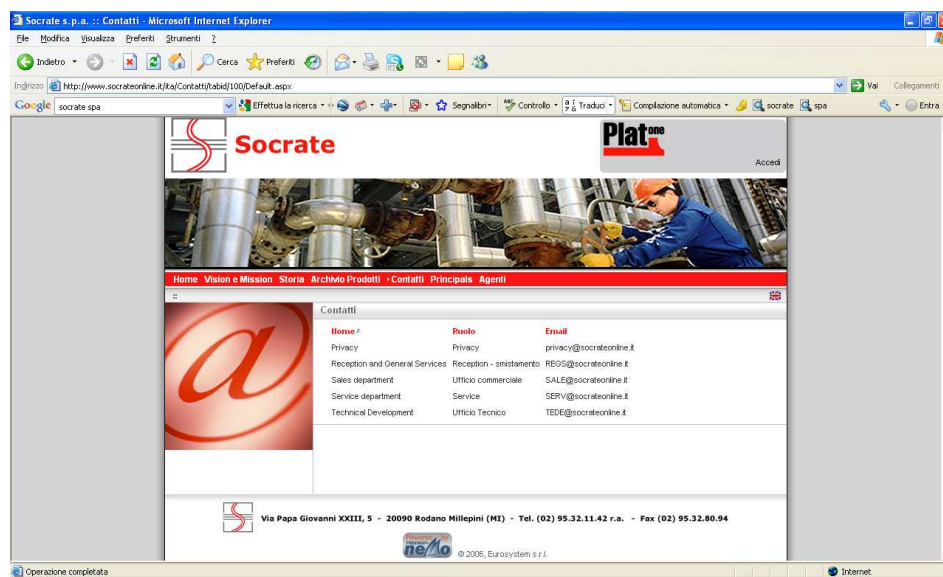 Socrate s.p.a. :: Contatti - Microsoft Internet Explorer
File Modifica Visualizza Preferiti Strumenti ?
Indietro Cerca Preferiti
Indirizzo http://www.socrateonline.it/ita/Contatti/tabid/100/Default.aspx Vai Collegamenti
Google socrate spa Effettua la ricerca Segnalibri Controllo Traduci Compilazione automatica socrate spa Entra
Socrate
Plat one
Accedi
Home Vision e Mission Storia Archivio Prodotti Contatti Principals Agenti
::
Contatti
Nome Ruolo Email
Privacy Privacy privacy@socrateonline.it
Reception and General Services Reception - smistamento REGS@socrateonline.it
Sales department Ufficio commerciale SALE@socrateonline.it
Service department Service SERV@socrateonline.it
Technical Development Ufficio Tecnico TEDE@socrateonline.it
Via Papa Giovanni XXIII, 5 - 20090 Rodano Millepini (MI) - Tel. (02) 95.32.11.42 r.a. - Fax (02) 95.32.80.94
Powered by
nemo © 2006, Eurosystem s.r.l.
Operazione completata Internet